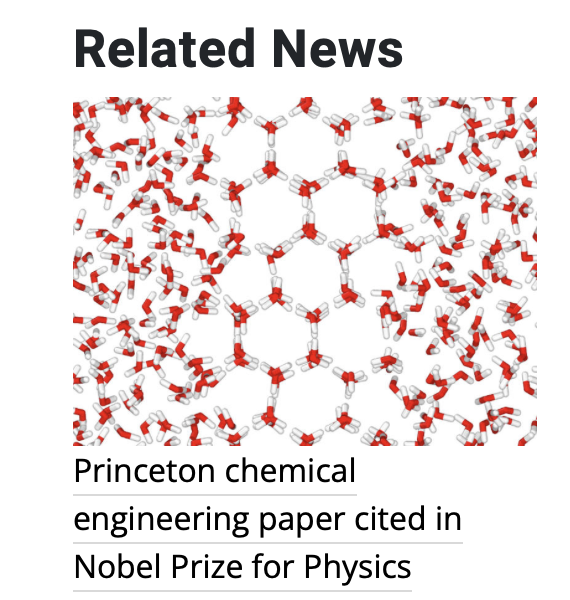 Related News
Princeton chemical
engineering paper cited in
Nobel Prize for Physics